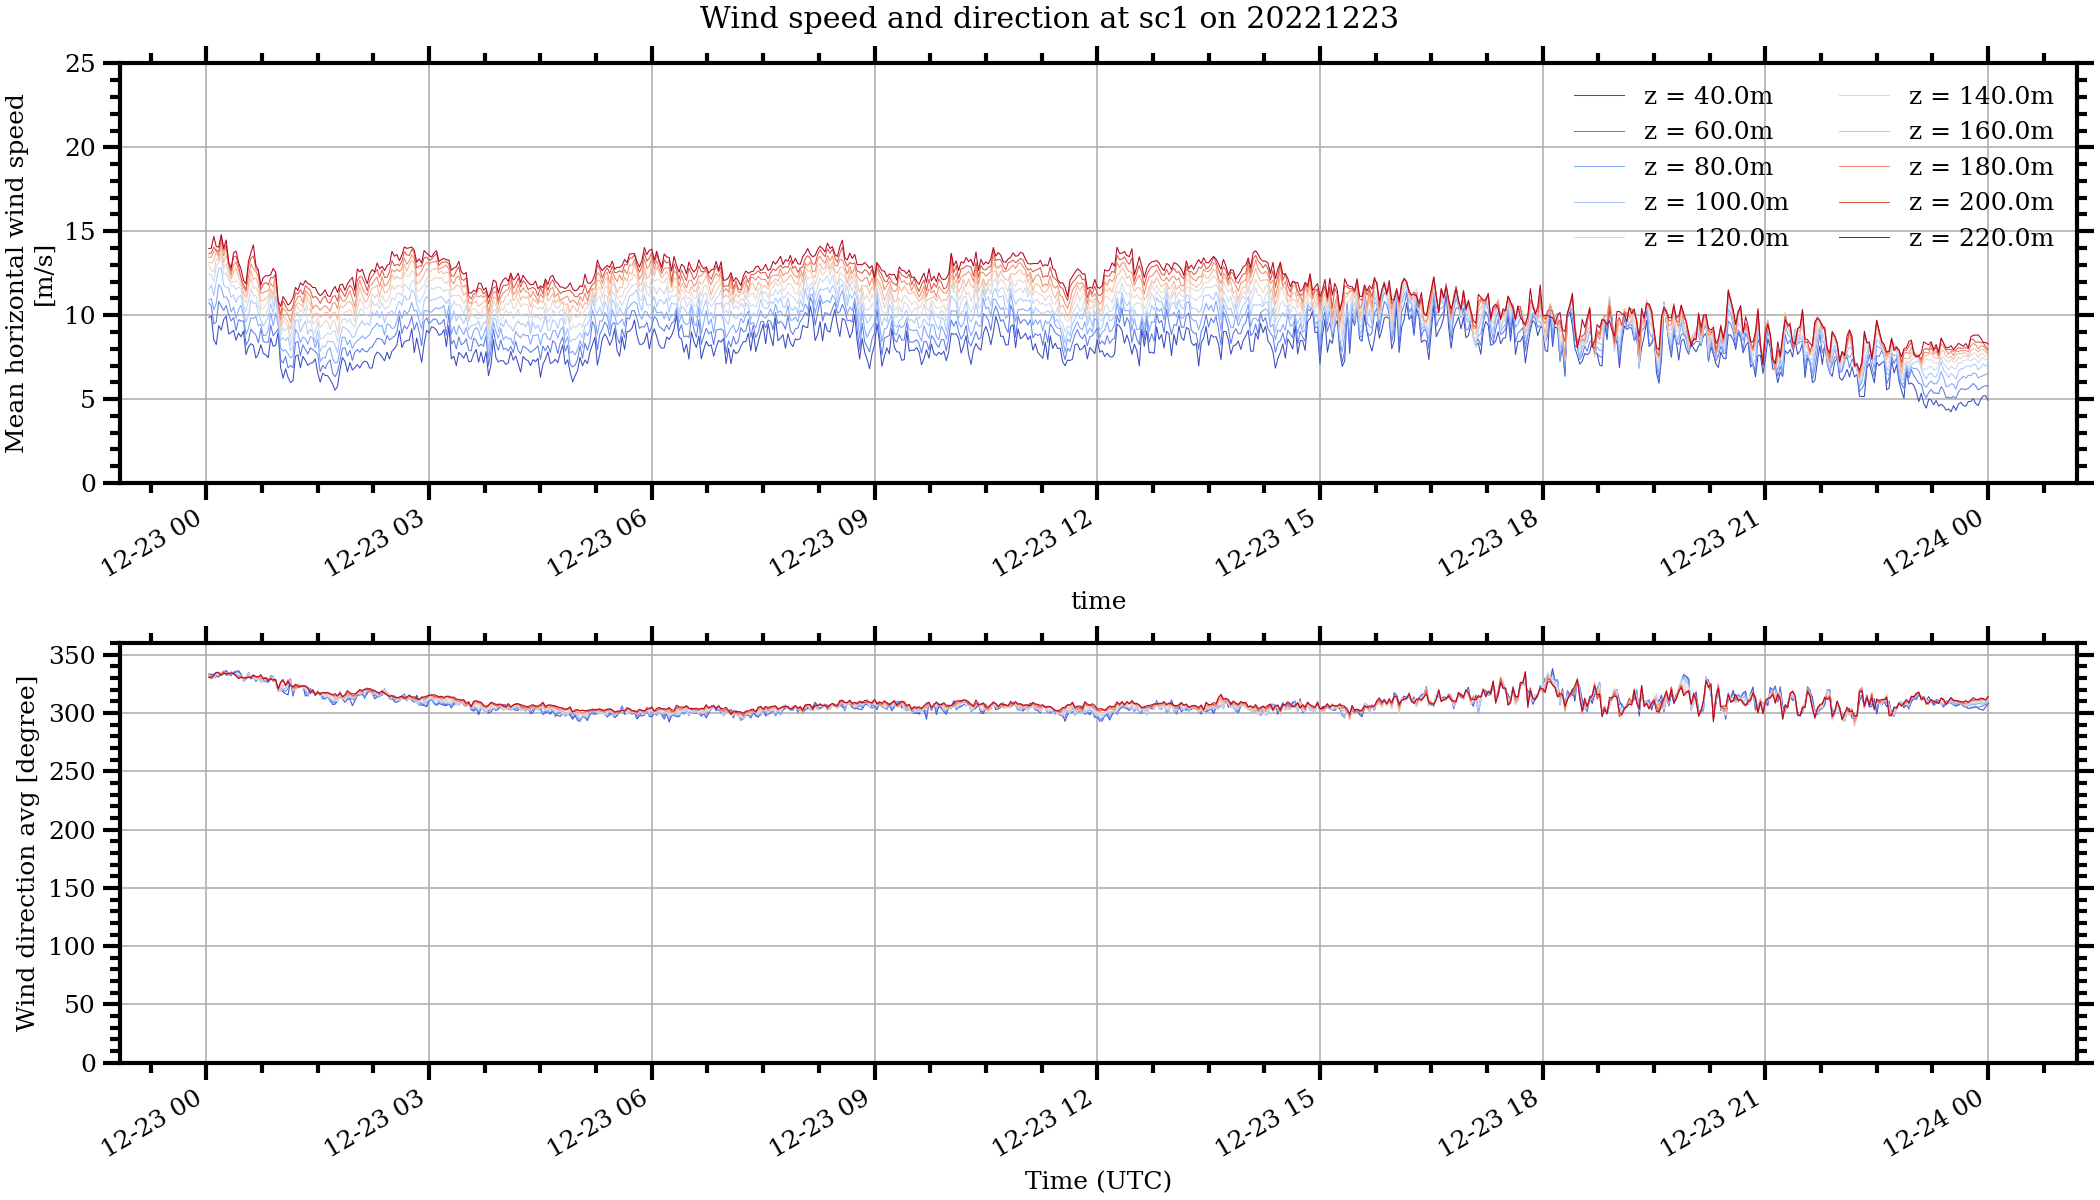 Wind speed and direction at sc1 on 20221223
Mean horizontal wind speed
[m/s]
25
20
15
10
5
0
z = 40.0m
z = 60.0m
z = 80.0m
z = 100.0m
z = 120.0m
z = 140.0m
z = 160.0m
z = 180.0m
z = 200.0m
z = 220.0m
12-23 00
12-23 03
12-23 06
12-23 09
12-23 12
12-23 15
12-23 18
12-23 21
12-24 00
time
Wind direction avg [degree]
350
300
250
200
150
100
50
0
12-23 00
12-23 03
12-23 06
12-23 09
12-23 12
12-23 15
12-23 18
12-23 21
12-24 00
Time (UTC)